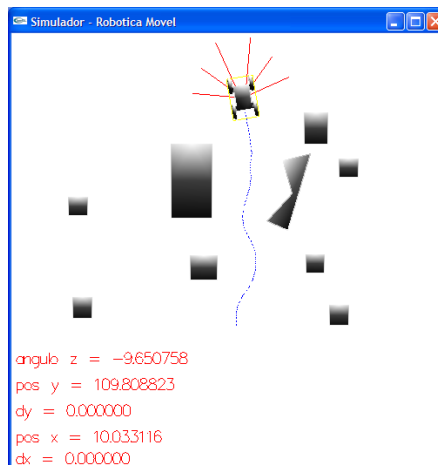 Simulador - Robotica Movel
angulo z = -9.650758
pos y = 109.808823
dy = 0.000000
pos x = 10.033116
dx = 0.000000